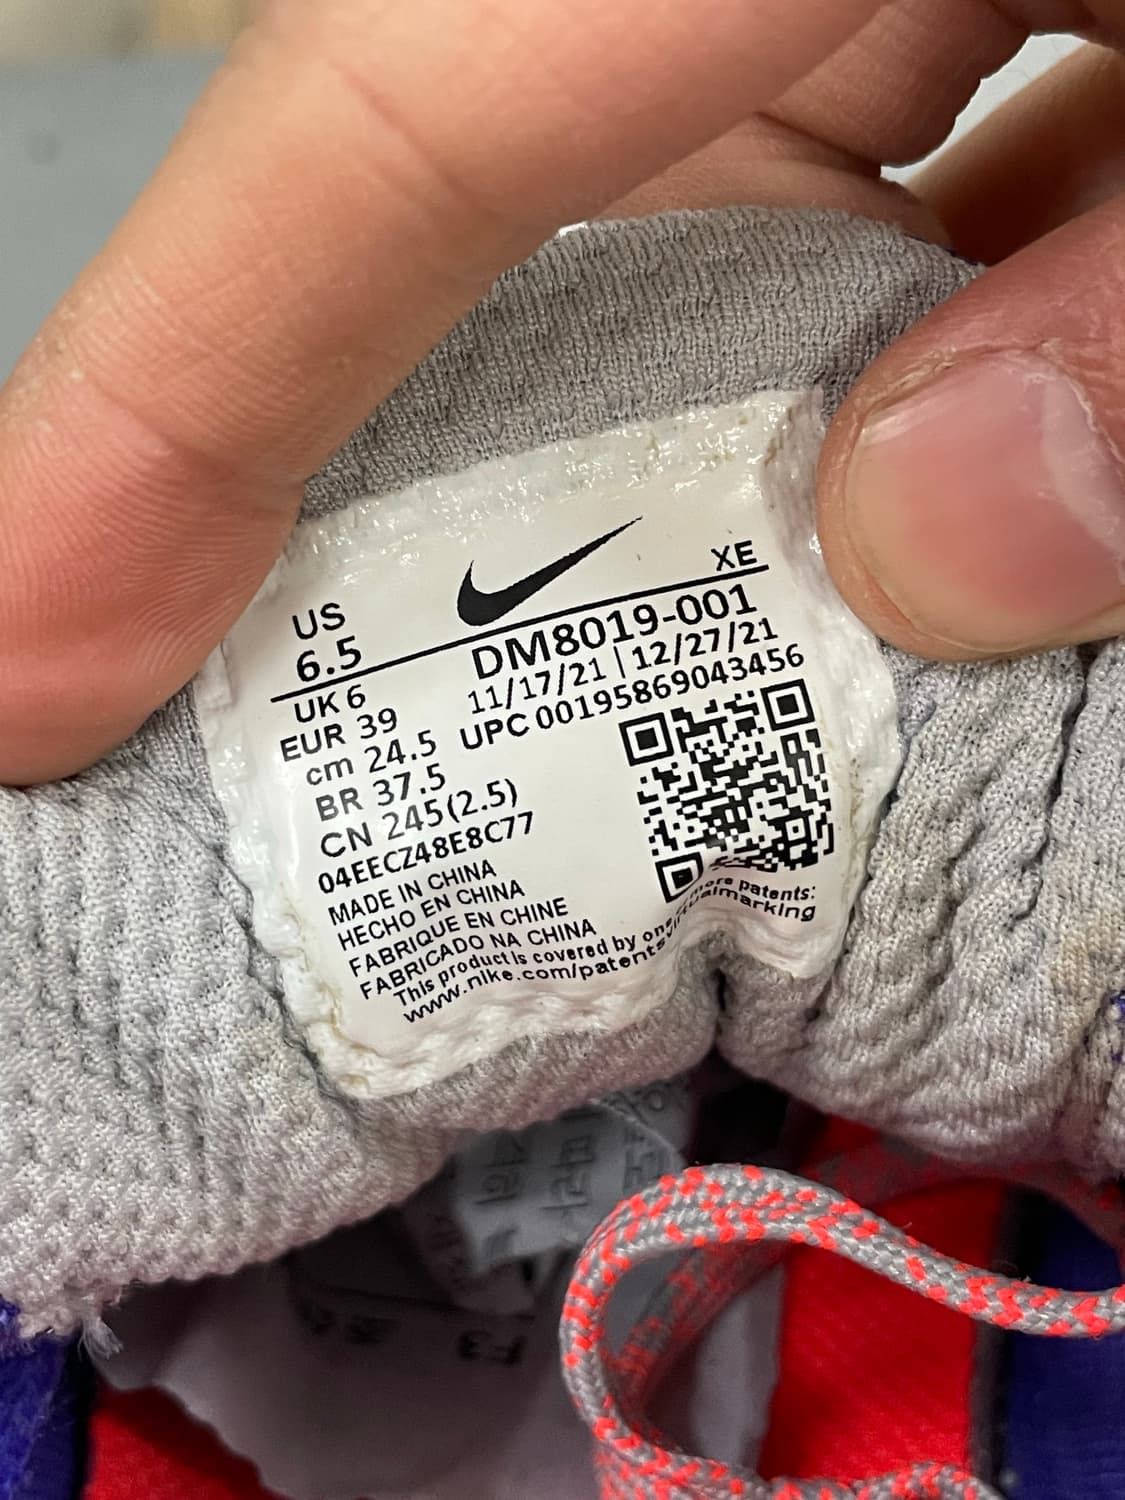 XE
US
6.5
DM8019-001
11/17/21 | 12/27/21
UPC 00195869043456
UK 6
EUR 39
cm 24.5
BR 37.5
CN 245(2.5)
04EECZ48E8C77
MADE IN CHINA
HECHO EN CHINA
FABRIQUE EN CHINE
FABRICADO NA CHINA
This product is covered by one more patents:
www.nike.com/patents